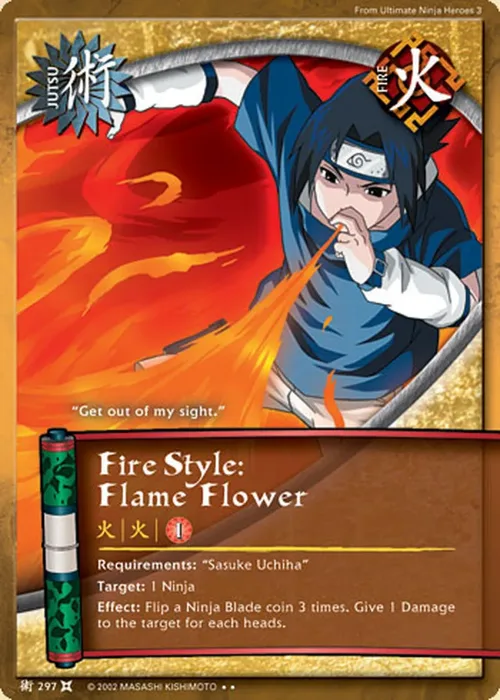 From Ultimate Ninja Heroes 3
JUTSU
術
FIRE
火
"Get out of my sight."
Fire Style:
Flame Flower
火|火|1
Requirements: "Sasuke Uchiha"
Target: 1 Ninja
Effect: Flip a Ninja Blade coin 3 times. Give 1 Damage
to the target for each heads.
術 297 © 2002 MASASHI KISHIMOTO